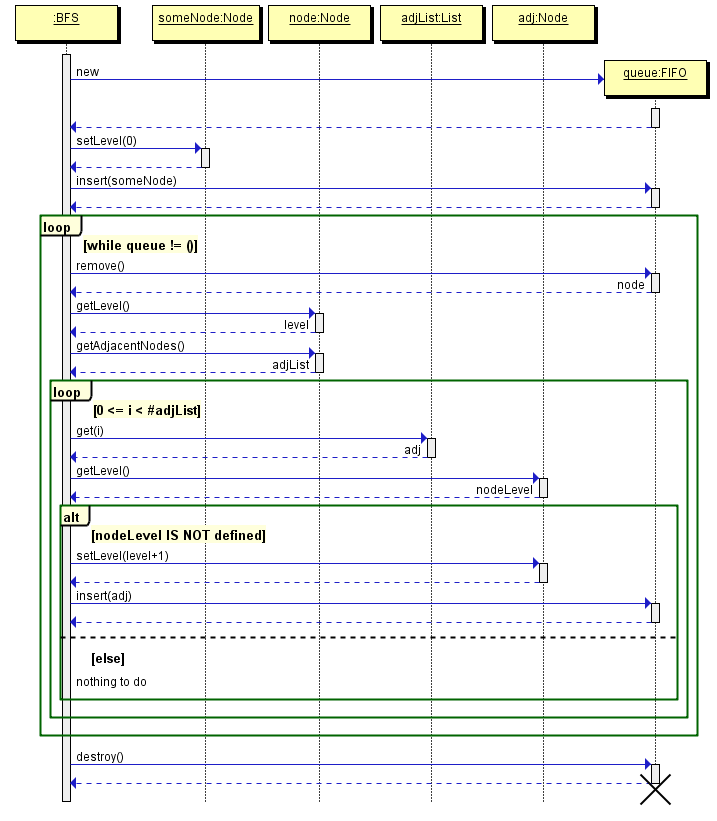 :BFS
someNode:Node
node:Node
adjList:List
adj:Node
new
queue:FIFO
setLevel(0)
insert(someNode)
loop
[while queue != ()]
remove()
node
getLevel()
level
getAdjacentNodes()
adjList
loop
[0 <= i < #adjList]
get(i)
adj
getLevel()
nodeLevel
alt
[nodeLevel IS NOT defined]
setLevel(level+1)
insert(adj)
[else]
nothing to do
destroy()